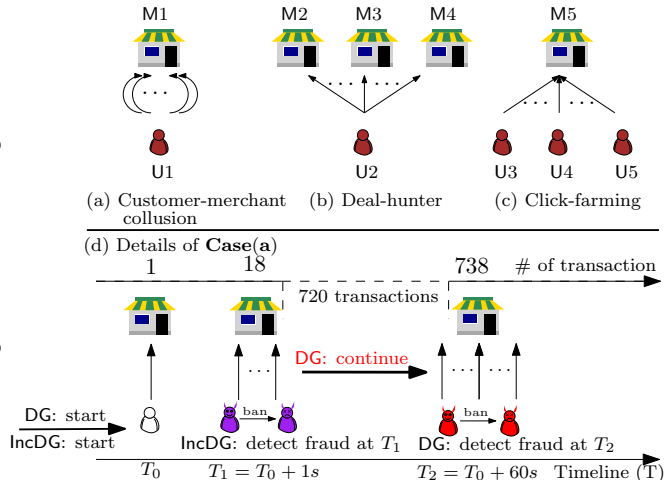 M1 M2 M3 M4 M5
. . . . . . . . . . . . . . .
U1 U2 U3 U4 U5
(a) Customer-merchant collusion
(b) Deal-hunter
(c) Click-farming
(d) Details of Case(a)
1 18 738 # of transaction
720 transactions
DG: continue
. . . . . .
ban ban
DG: start
IncDG: start
IncDG: detect fraud at T₁
DG: detect fraud at T₂
T₀ T₁ = T₀ + 1s T₂ = T₀ + 60s Timeline (T)